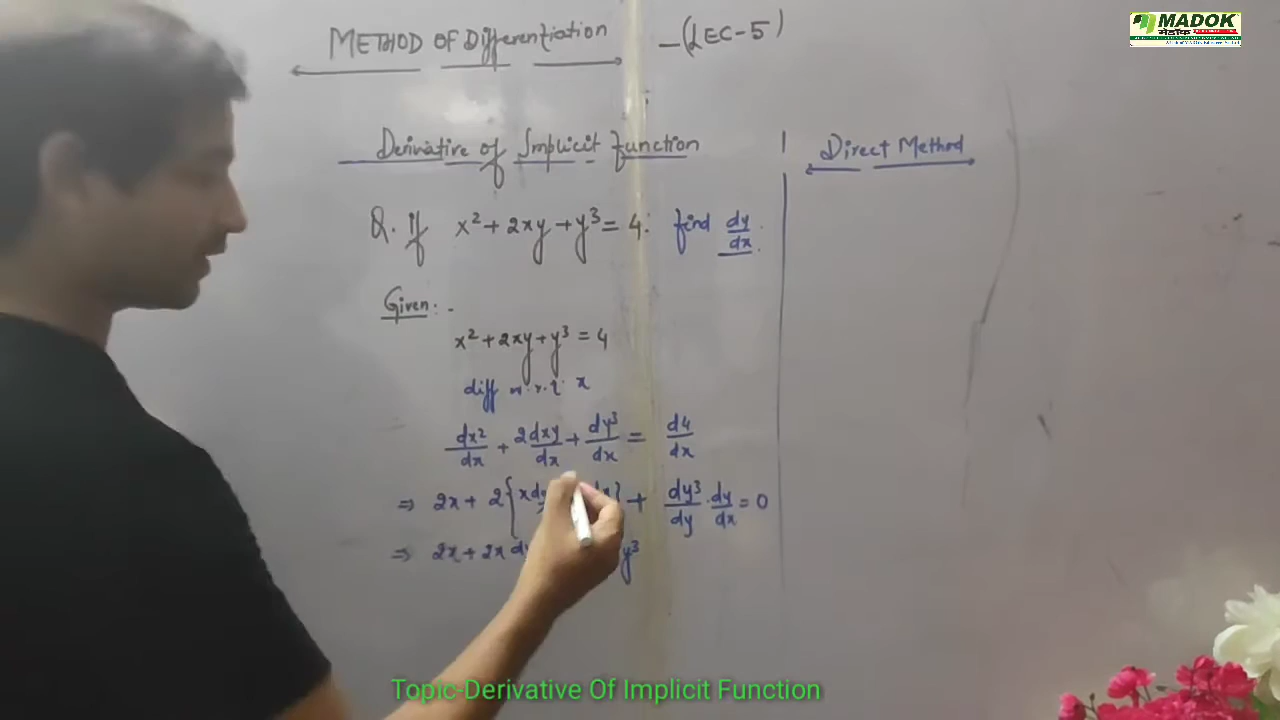 MADOK
METHOD OF Differentiation – (LEC-5)
Derivative of Implicit Function
Direct Method
Q. If x² + 2xy + y³ = 4. find dy/dx.
Given:-
x² + 2xy + y³ = 4
diff w.r.t. x
dx²/dx + 2dxy/dx + dy³/dx = d4/dx
⇒ 2x + 2{x + dy³/dy · dy/dx = 0
⇒ 2x + 2x y³
Topic-Derivative Of Implicit Function